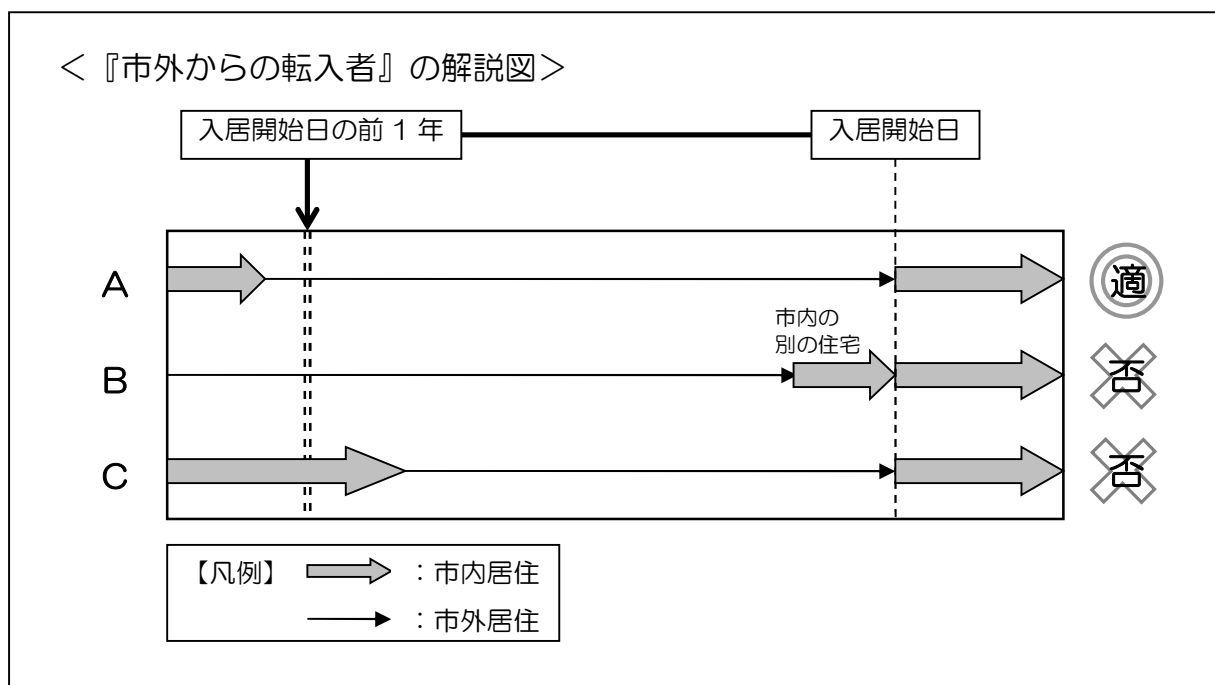 ＜『市外からの転入者』の解説図＞
入居開始日の前１年
入居開始日
A
適
市内の
別の住宅
B
否
C
否
【凡例】 ：市内居住
：市外居住